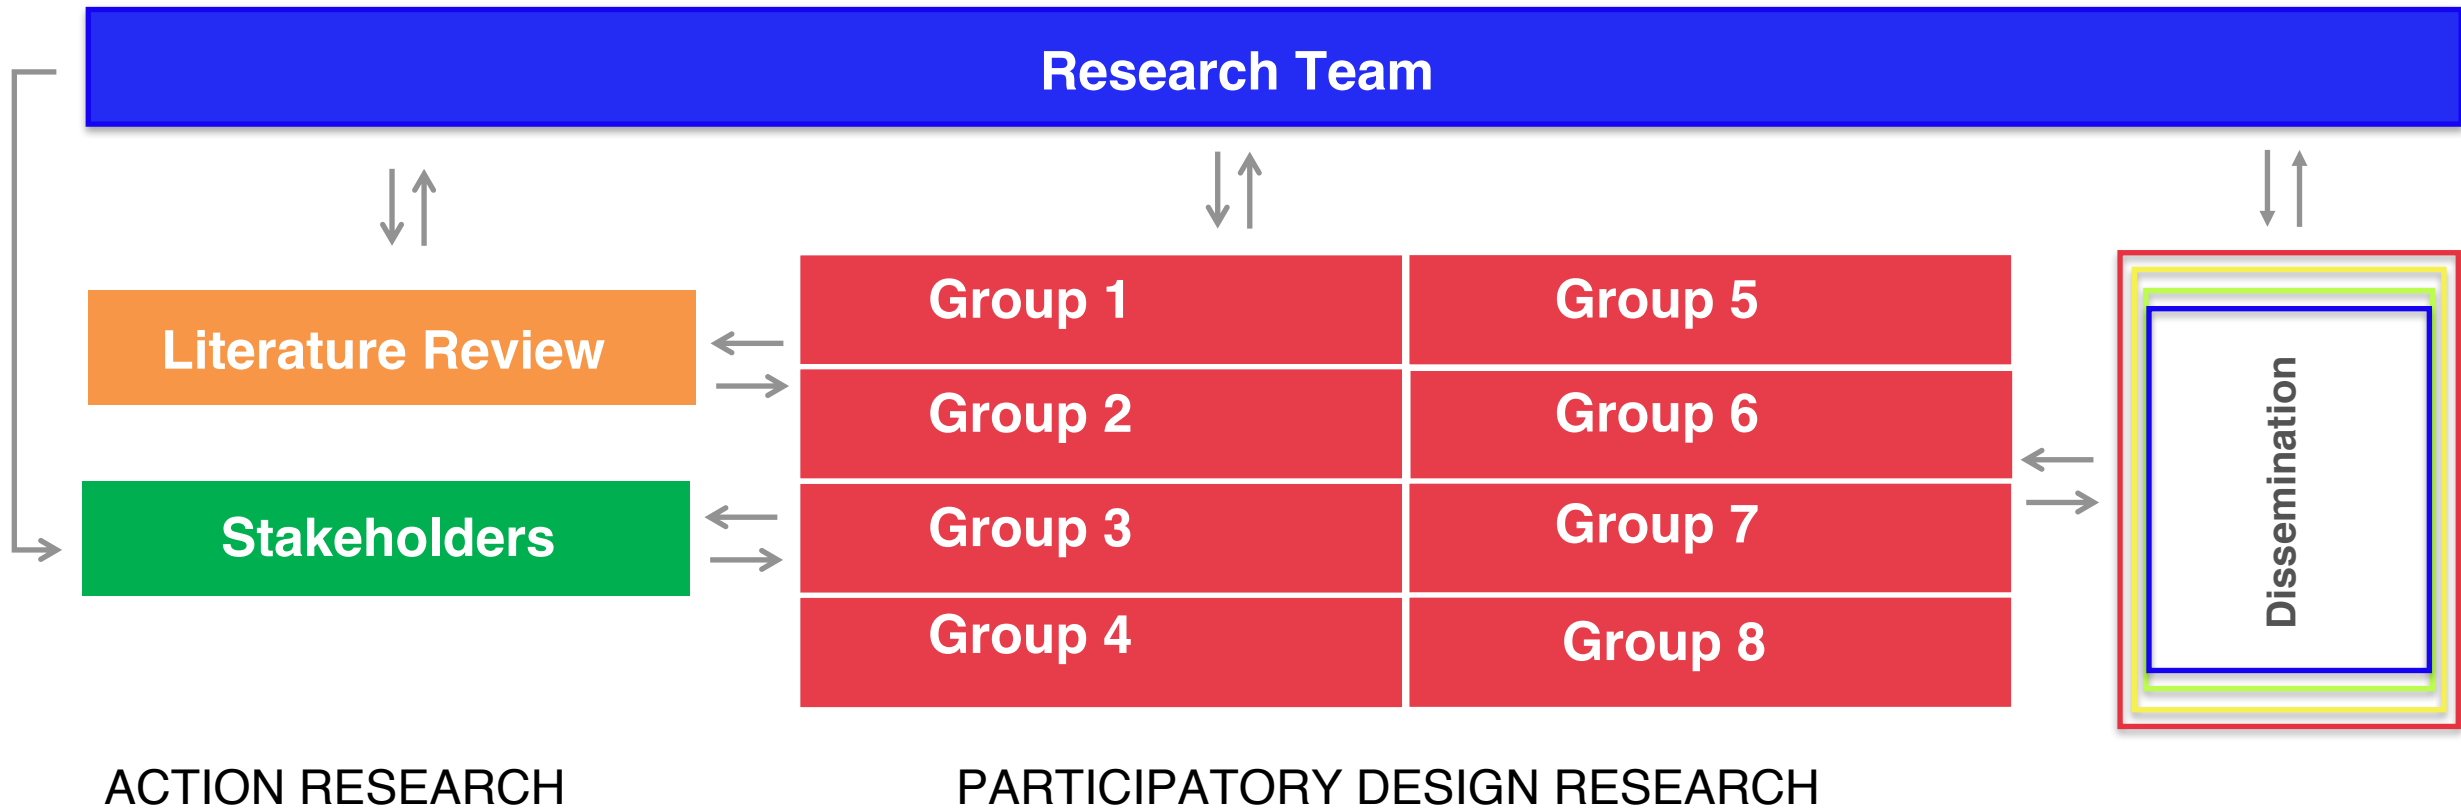 Research Team
Literature Review
Stakeholders
Group 1
Group 2
Group 3
Group 4
Group 5
Group 6
Group 7
Group 8
Dissemination
ACTION RESEARCH
PARTICIPATORY DESIGN RESEARCH